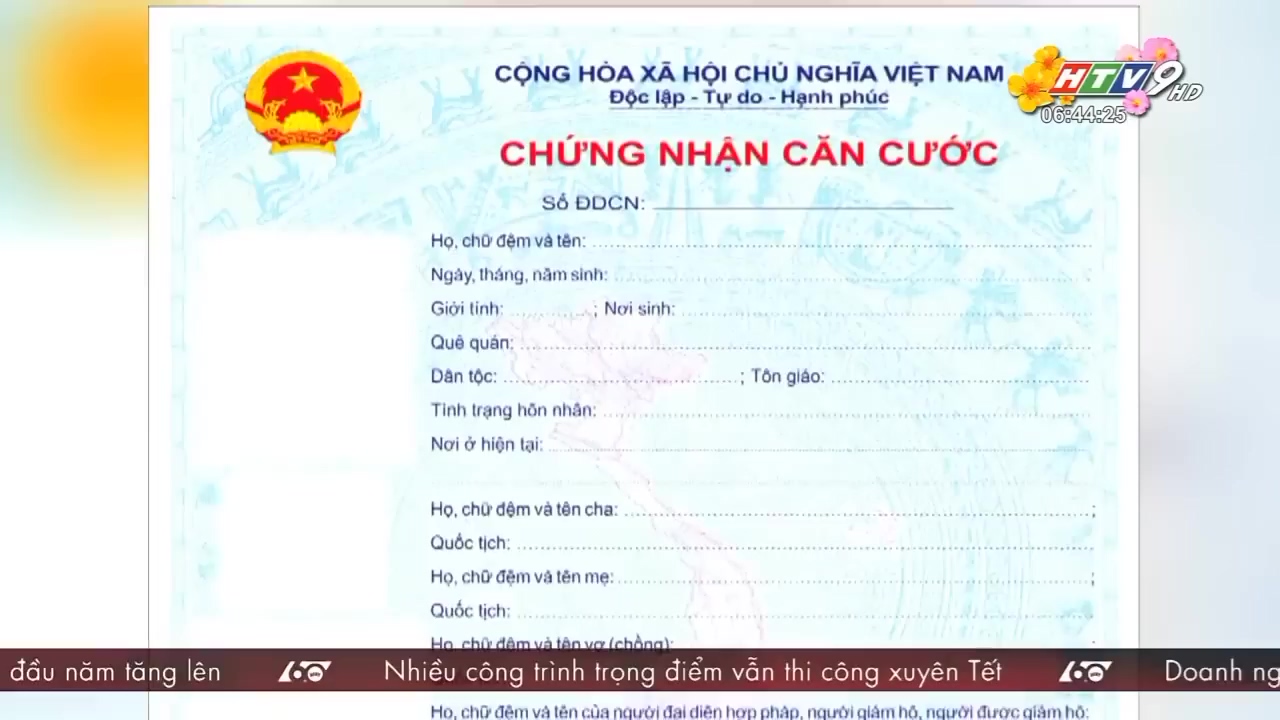 CỘNG HÒA XÃ HỘI CHỦ NGHĨA VIỆT NAM
Độc lập - Tự do - Hạnh phúc
HTV9 HD
06:44:25
CHỨNG NHẬN CĂN CƯỚC
Số ĐDCN:
Họ, chữ đệm và tên:
Ngày, tháng, năm sinh:
Giới tính: ; Nơi sinh:
Quê quán:
Dân tộc: ; Tôn giáo:
Tình trạng hôn nhân:
Nơi ở hiện tại:
Họ, chữ đệm và tên cha: ;
Quốc tịch:
Họ, chữ đệm và tên mẹ: ;
Quốc tịch:
Họ, chữ đệm và tên vợ (chồng): ;
đầu năm tăng lên 60 Nhiều công trình trọng điểm vẫn thi công xuyên Tết 60 Doanh ng
Họ, chữ đệm và tên của người đại diện hợp pháp, người giám hộ, người được giám hộ: